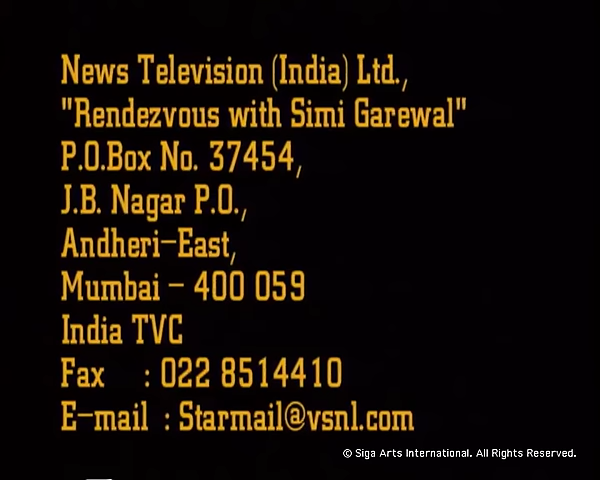 News Television (India) Ltd.,
"Rendezvous with Simi Garewal"
P.O.Box No. 37454,
J.B. Nagar P.O.,
Andheri-East,
Mumbai - 400 059
India TVC
Fax : 022 8514410
E-mail : Starmail@vsnl.com
© Siga Arts International. All Rights Reserved.